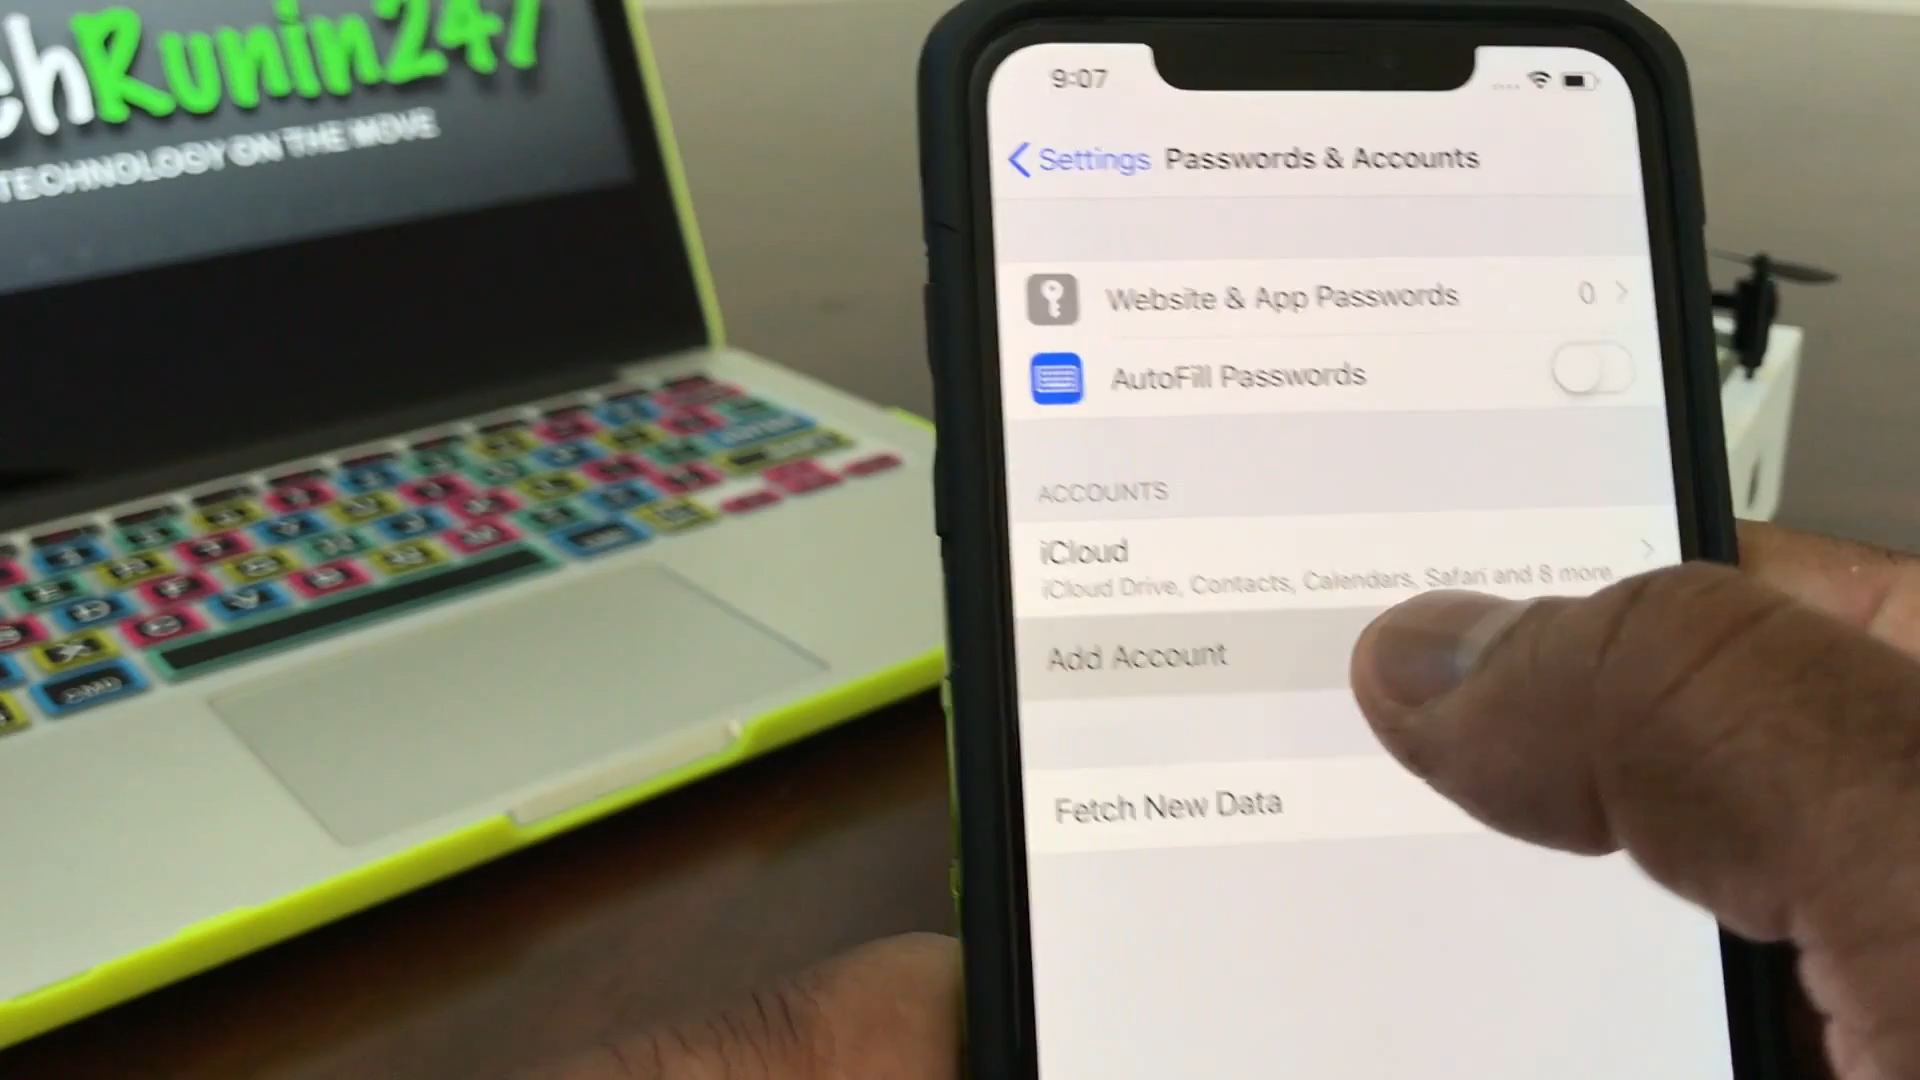 chRunin247
TECHNOLOGY ON THE MOVE
9:07
Settings Passwords & Accounts
Website & App Passwords 0
AutoFill Passwords
ACCOUNTS
iCloud
iCloud Drive, Contacts, Calendars, Safari and 8 more
Add Account
Fetch New Data